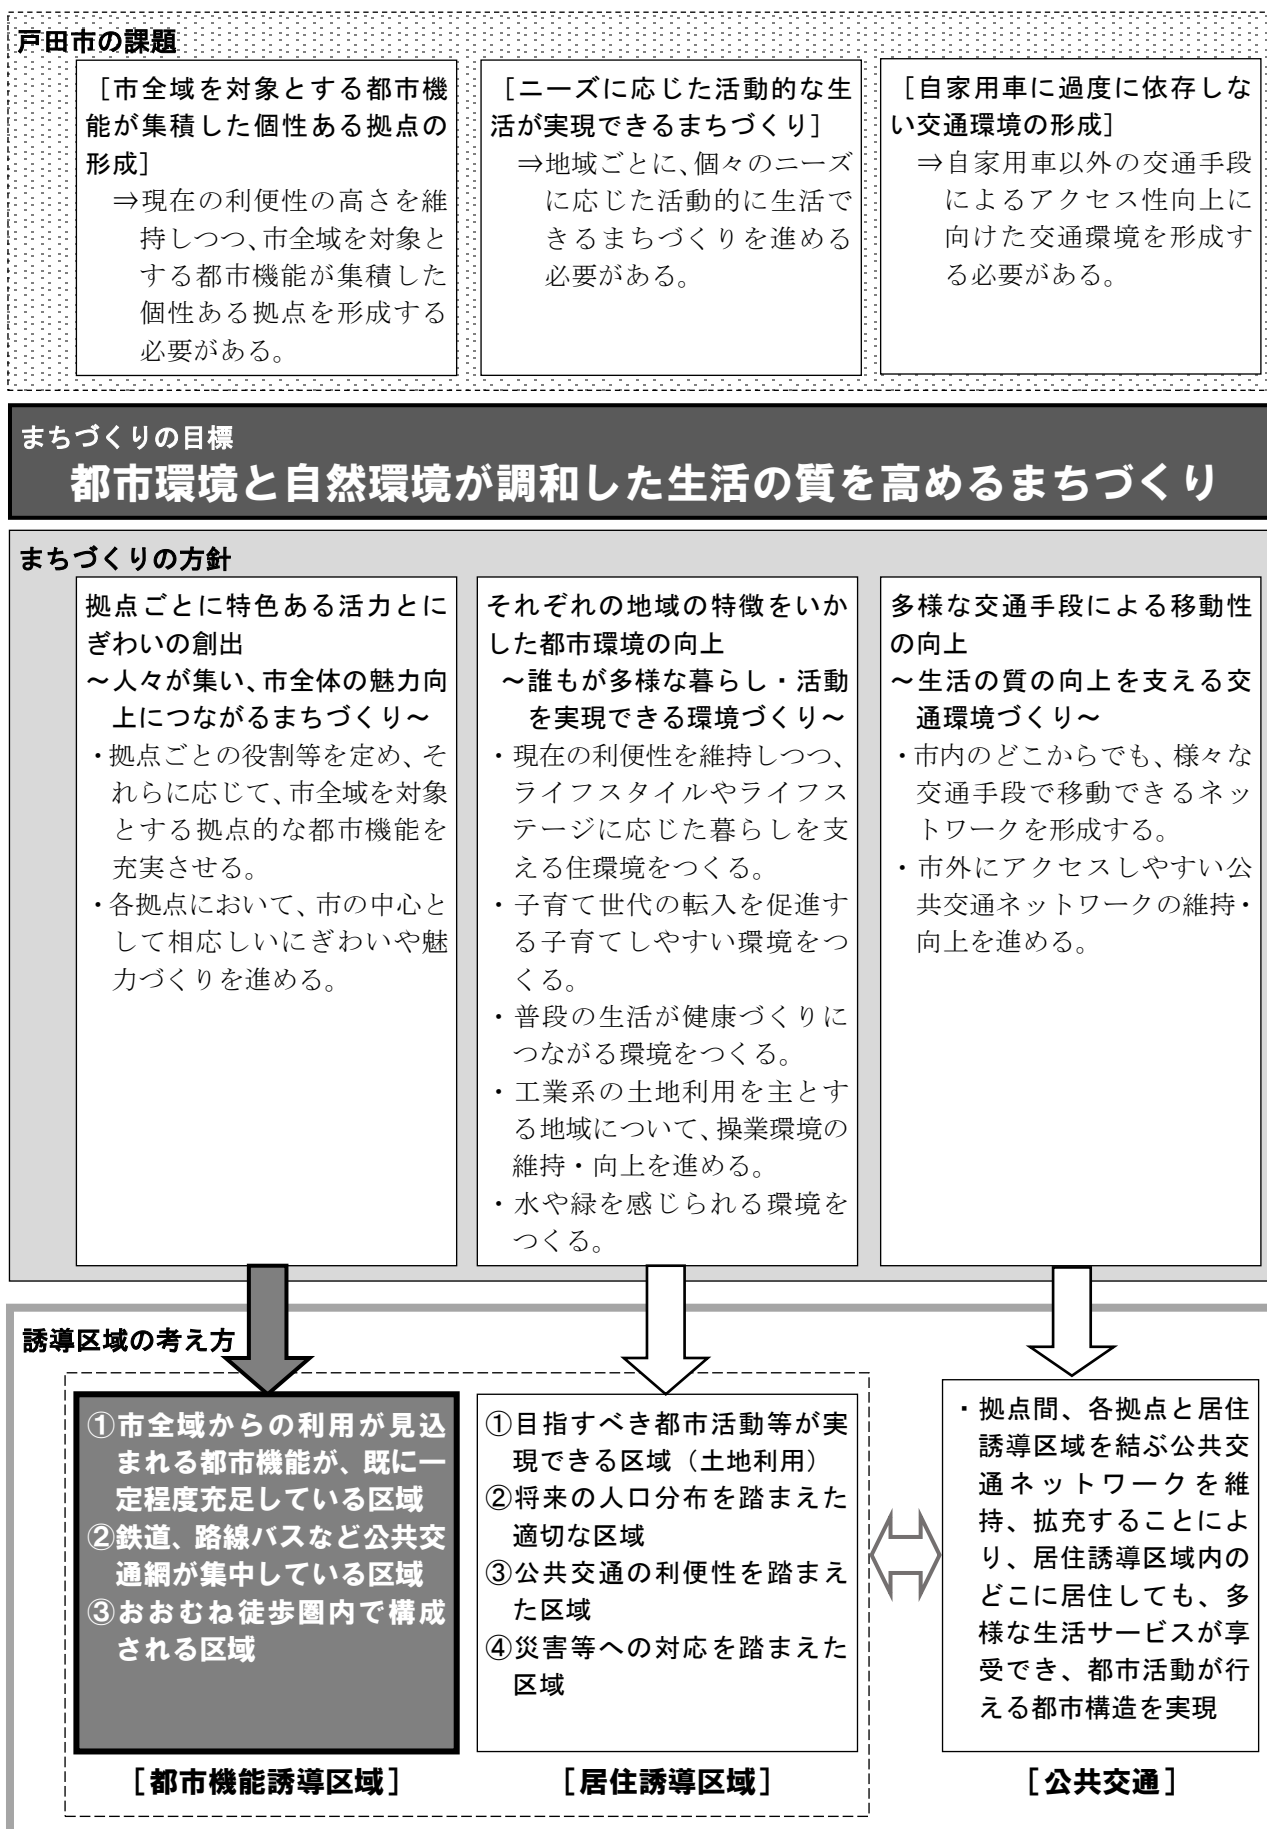 戸田市の課題
［市全域を対象とする都市機
能が集積した個性ある拠点の
形成］
⇒現在の利便性の高さを維
持しつつ、市全域を対象と
する都市機能が集積した
個性ある拠点を形成する
必要がある。
［ニーズに応じた活動的な生
活が実現できるまちづくり］
⇒地域ごとに、個々のニーズ
に応じた活動的に生活で
きるまちづくりを進める
必要がある。
［自家用車に過度に依存しな
い交通環境の形成］
⇒自家用車以外の交通手段
によるアクセス性向上に
向けた交通環境を形成す
る必要がある。
まちづくりの目標
都市環境と自然環境が調和した生活の質を高めるまちづくり
まちづくりの方針
拠点ごとに特色ある活力とに
ぎわいの創出
～人々が集い、市全体の魅力向
上につながるまちづくり～
・拠点ごとの役割等を定め、そ
れらに応じて、市全域を対象
とする拠点的な都市機能を
充実させる。
・各拠点において、市の中心と
して相応しいにぎわいや魅
力づくりを進める。
それぞれの地域の特徴をいか
した都市環境の向上
～誰もが多様な暮らし・活動
を実現できる環境づくり～
・現在の利便性を維持しつつ、
ライフスタイルやライフス
テージに応じた暮らしを支
える住環境をつくる。
・子育て世代の転入を促進す
る子育てしやすい環境をつ
くる。
・普段の生活が健康づくりに
つながる環境をつくる。
・工業系の土地利用を主とす
る地域について、操業環境の
維持・向上を進める。
・水や緑を感じられる環境を
つくる。
多様な交通手段による移動性
の向上
～生活の質の向上を支える交
通環境づくり～
・市内のどこからでも、様々な
交通手段で移動できるネッ
トワークを形成する。
・市外にアクセスしやすい公
共交通ネットワークの維持・
向上を進める。
誘導区域の考え方
①市全域からの利用が見込
まれる都市機能が、既に一
定程度充足している区域
②鉄道、路線バスなど公共交
通網が集中している区域
③おおむね徒歩圏内で構成
される区域
［都市機能誘導区域］
①目指すべき都市活動等が実
現できる区域（土地利用）
②将来の人口分布を踏まえた
適切な区域
③公共交通の利便性を踏まえ
た区域
④災害等への対応を踏まえた
区域
［居住誘導区域］
・拠点間、各拠点と居住
誘導区域を結ぶ公共交
通ネットワークを維
持、拡充することによ
り、居住誘導区域内の
どこに居住しても、多
様な生活サービスが享
受でき、都市活動が行
える都市構造を実現
［公共交通］